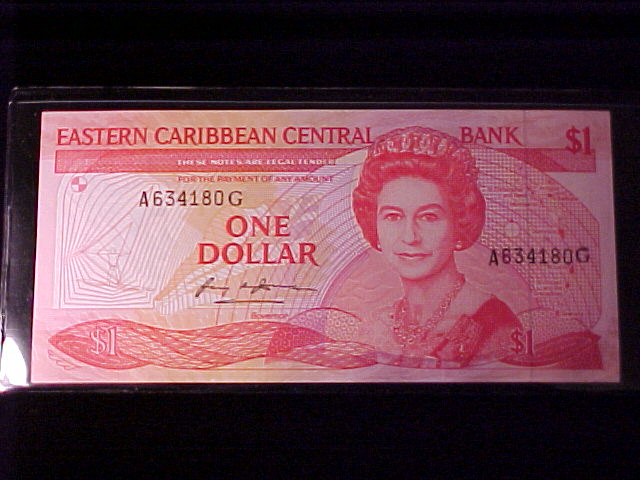 EASTERN CARIBBEAN CENTRAL BANK $1
THESE NOTES ARE LEGAL TENDER
FOR THE PAYMENT OF ANY AMOUNT
A634180G
ONE
DOLLAR
A634180G
$1 $1